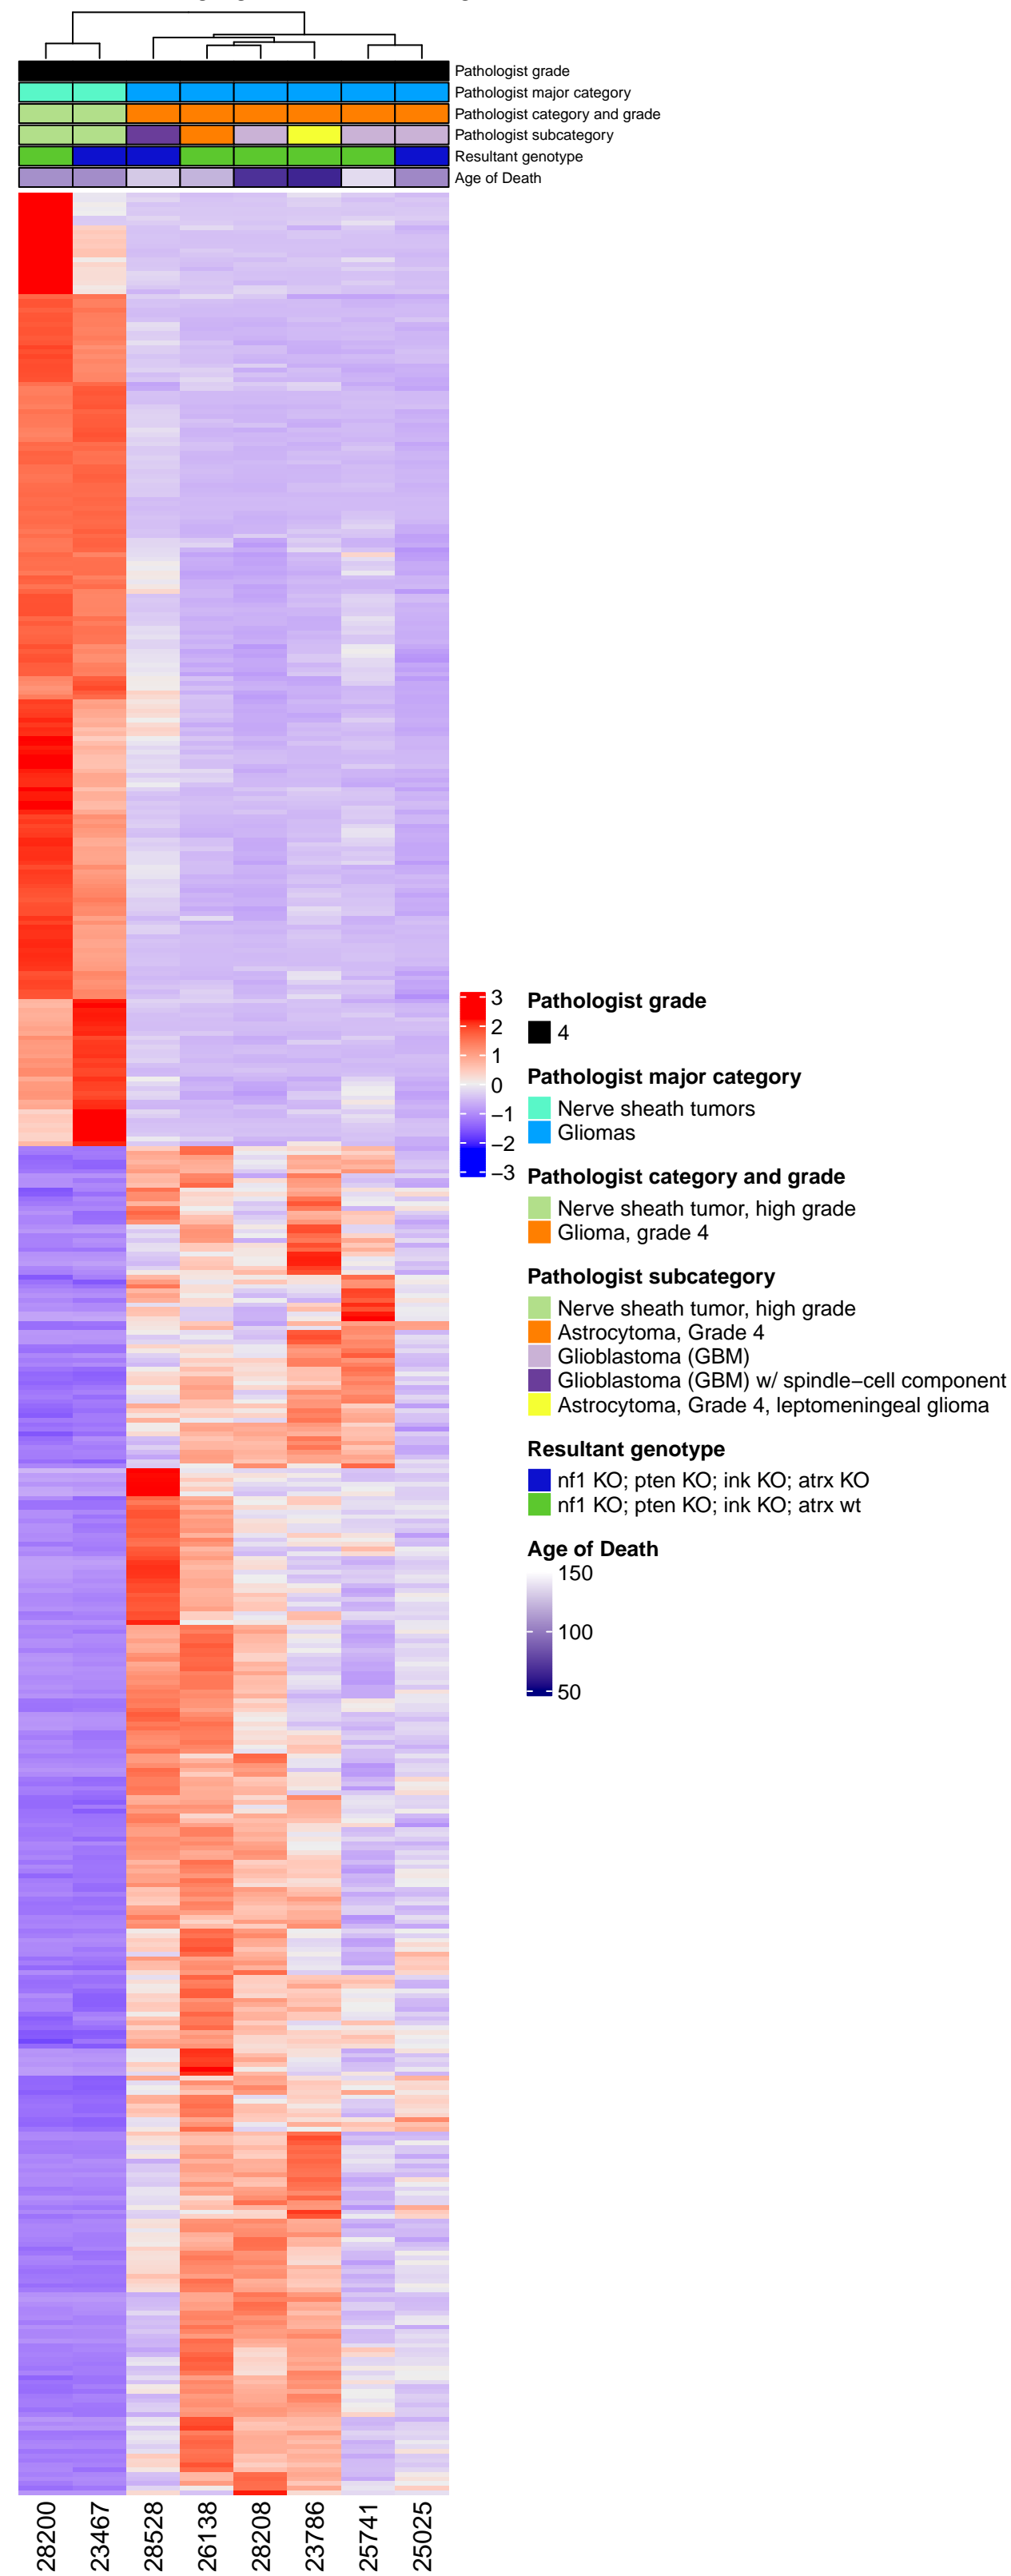 Pathologist grade
Pathologist major category
Pathologist category and grade
Pathologist subcategory
Resultant genotype
Age of Death
3
2
1
0
−1
−2
−3
Pathologist grade
4
Pathologist major category
Nerve sheath tumors
Gliomas
Pathologist category and grade
Nerve sheath tumor, high grade
Glioma, grade 4
Pathologist subcategory
Nerve sheath tumor, high grade
Astrocytoma, Grade 4
Glioblastoma (GBM)
Glioblastoma (GBM) w/ spindle−cell component
Astrocytoma, Grade 4, leptomeningeal glioma
Resultant genotype
nf1 KO; pten KO; ink KO; atrx KO
nf1 KO; pten KO; ink KO; atrx wt
Age of Death
150
100
50
28200
23467
28528
26138
28208
23786
25741
25025